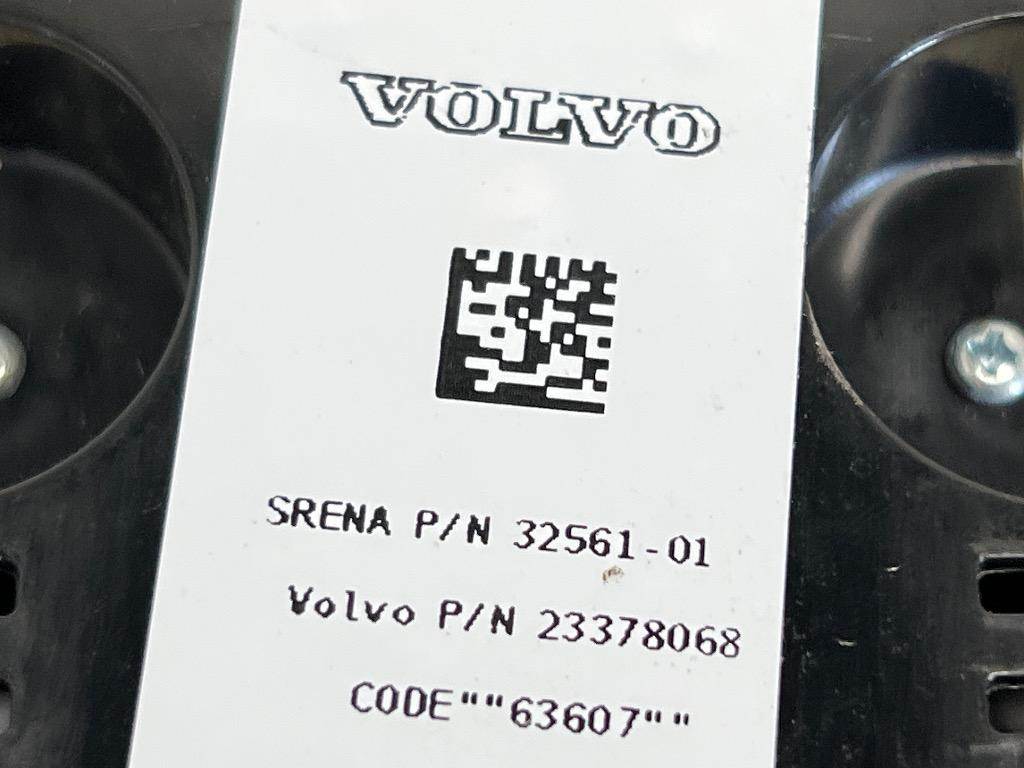 VOLVO
SRENA P/N 32561-01
Volvo P/N 23378068
CODE""63607""